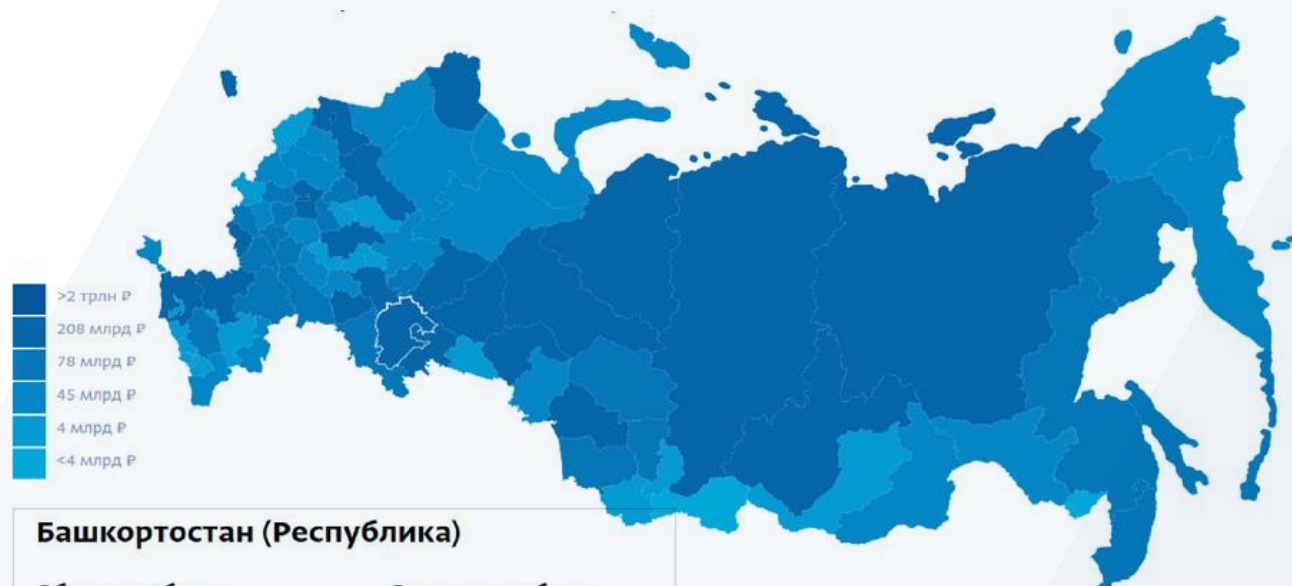 >2 трлн ₽
208 млрд ₽
78 млрд ₽
45 млрд ₽
4 млрд ₽
<4 млрд ₽
Башкортостан (Республика)